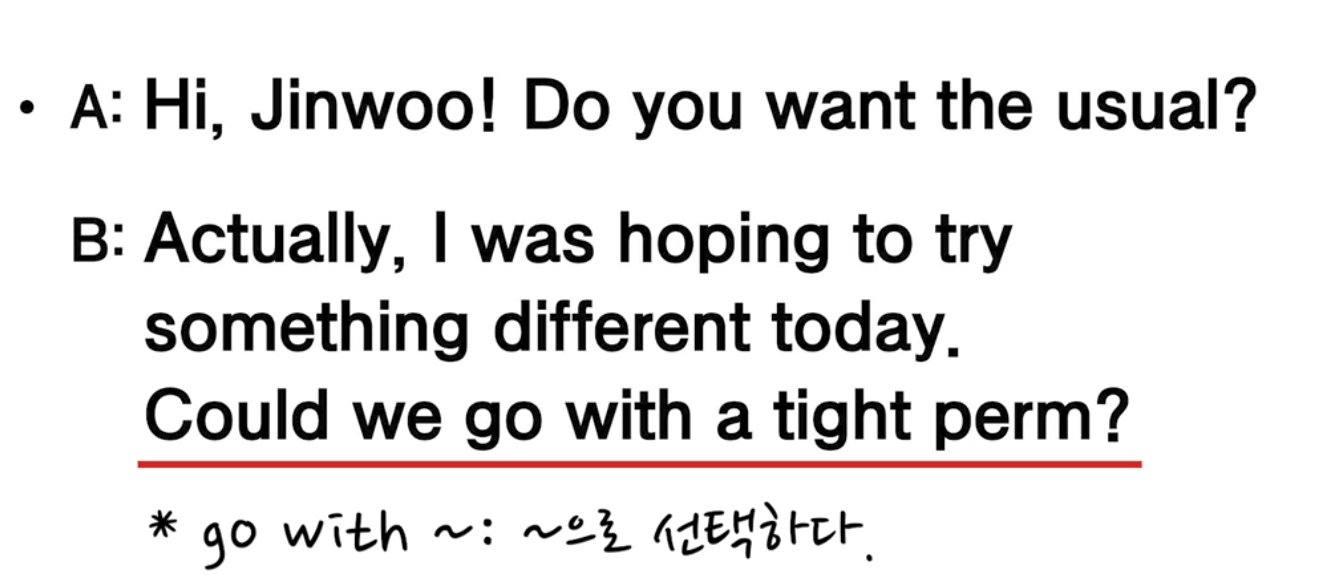 • A: Hi, Jinwoo! Do you want the usual?
B: Actually, I was hoping to try
something different today.
Could we go with a tight perm?
* go with ~: ~으로 선택하다.